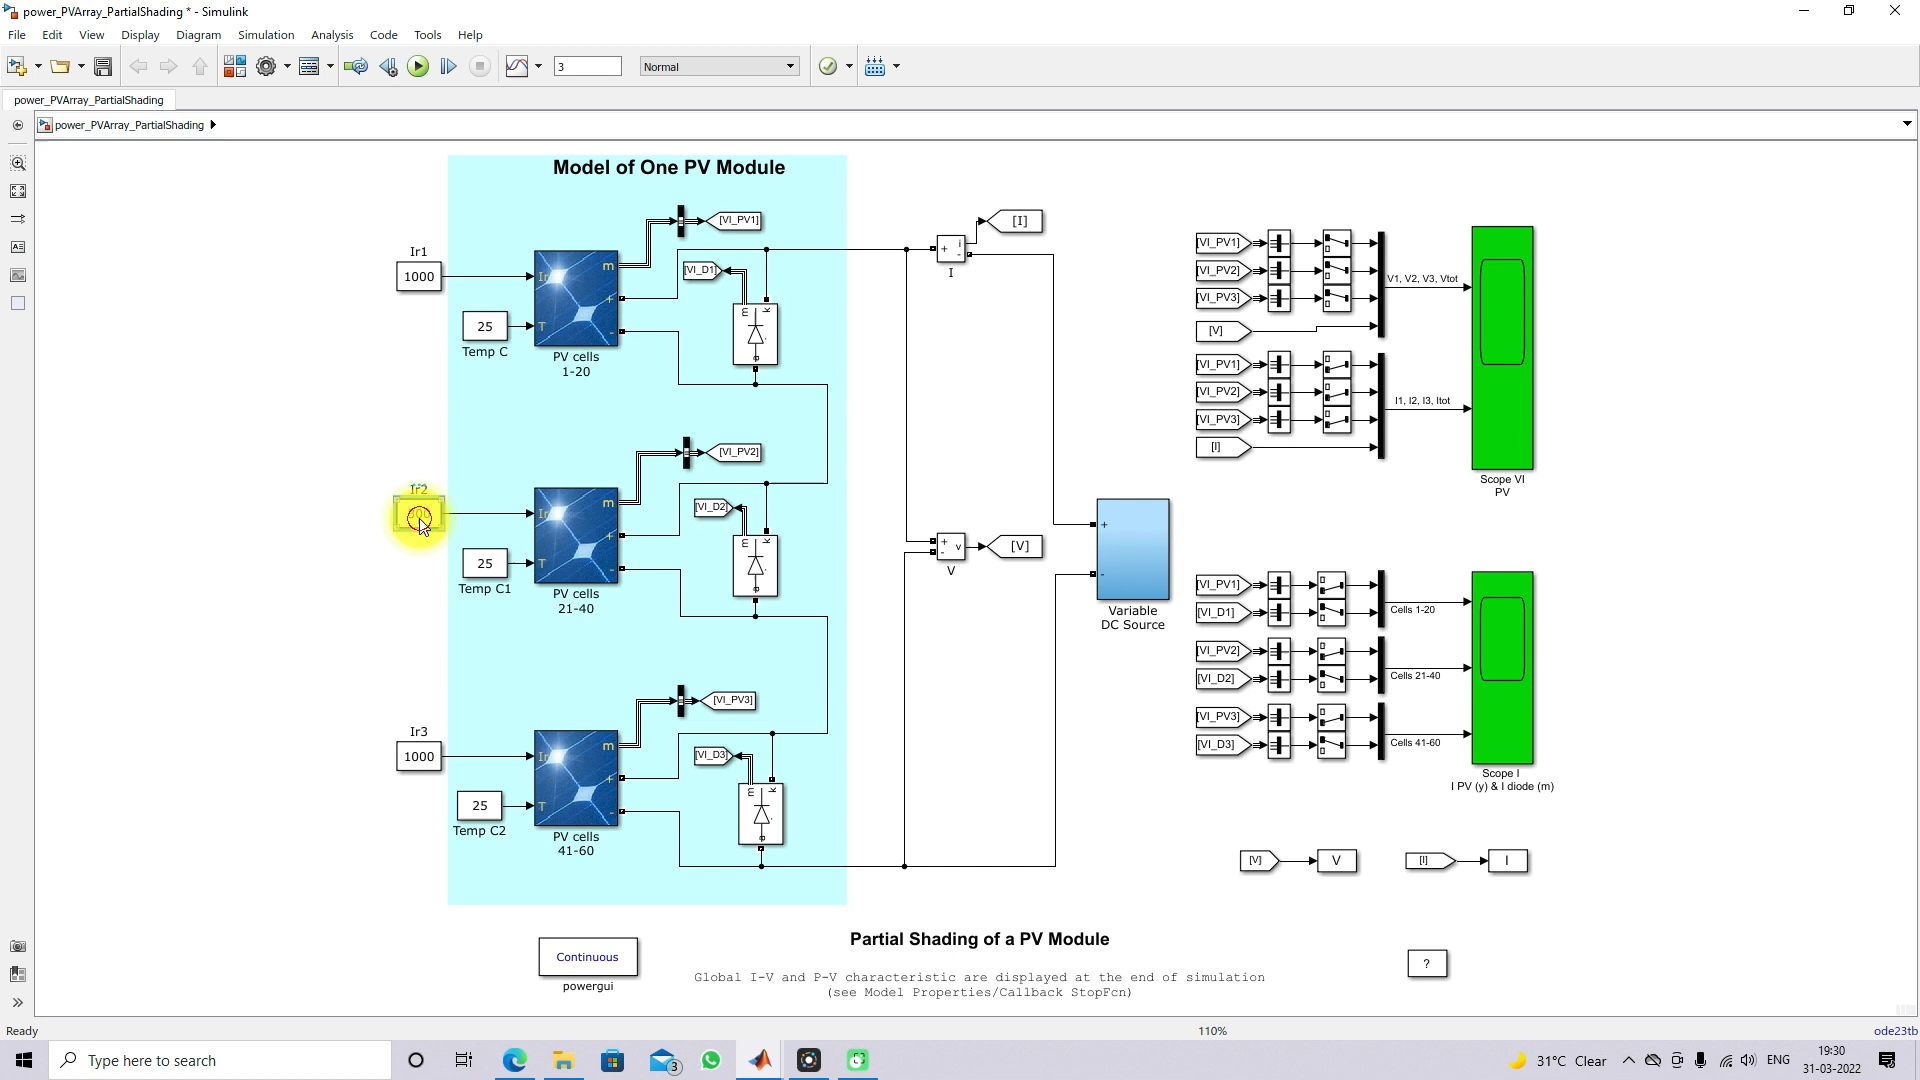 power_PVArray_PartialShading * - Simulink
File Edit View Display Diagram Simulation Analysis Code Tools Help
3
Normal
power_PVArray_PartialShading
power_PVArray_PartialShading
Model of One PV Module
Ir1
1000
25
Temp C
Ir
T
m
+
-
PV cells
1-20
[VI_PV1]
[VI_D1]
m
k
a
Ir2
25
Temp C1
Ir
T
m
+
-
PV cells
21-40
[VI_PV2]
[VI_D2]
m
k
a
Ir3
1000
25
Temp C2
Ir
T
m
+
-
PV cells
41-60
[VI_PV3]
[VI_D3]
m
k
a
+
i
-
I
[I]
+
-
v
V
[V]
+
-
Variable
DC Source
[VI_PV1]
[VI_PV2]
[VI_PV3]
[V]
V1, V2, V3, Vtot
[VI_PV1]
[VI_PV2]
[VI_PV3]
[I]
I1, I2, I3, Itot
Scope VI
PV
[VI_PV1]
[VI_D1]
Cells 1-20
[VI_PV2]
[VI_D2]
Cells 21-40
[VI_PV3]
[VI_D3]
Cells 41-60
Scope I
I PV (y) & I diode (m)
[V]
V
[I]
I
Continuous
powergui
Partial Shading of a PV Module
Global I-V and P-V characteristic are displayed at the end of simulation
(see Model Properties/Callback StopFcn)
?
Ready
110%
ode23tb
Type here to search
3
31°C Clear
ENG
19:30
31-03-2022